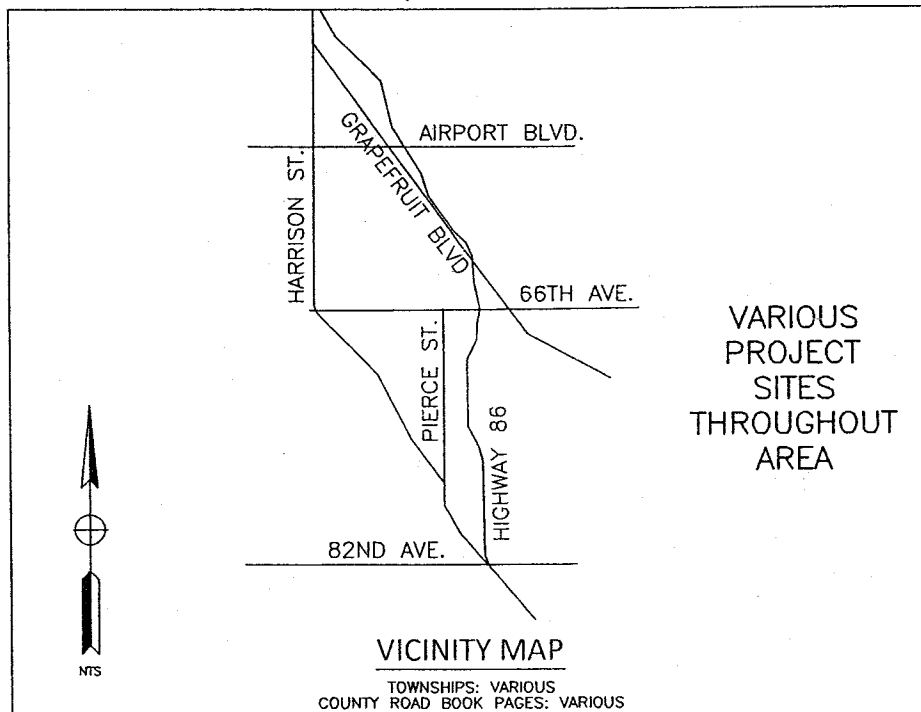 AIRPORT BLVD.
GRAPEFRUIT BLVD
HARRISON ST.
66TH AVE.
PIERCE ST.
HIGHWAY 86
82ND AVE.
VARIOUS
PROJECT
SITES
THROUGHOUT
AREA
NTS
VICINITY MAP
TOWNSHIPS: VARIOUS
COUNTY ROAD BOOK PAGES: VARIOUS